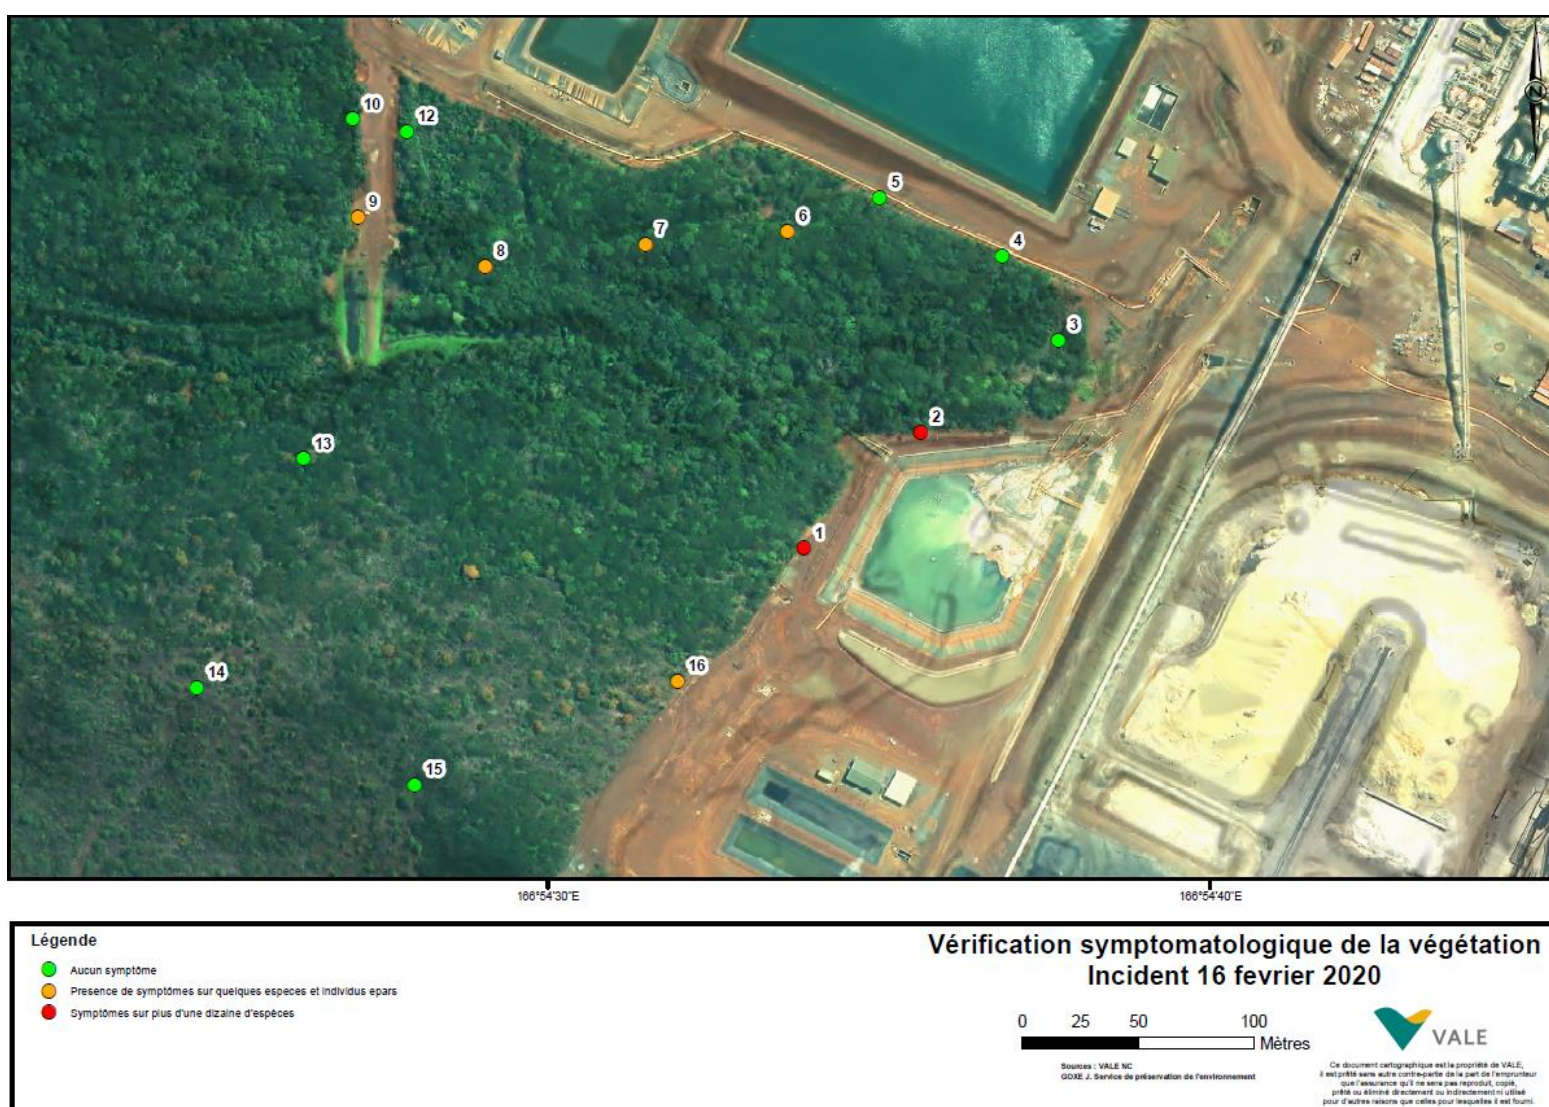 10
12
5
9
6
7
4
8
3
2
13
1
16
14
15
N
166°54'30"E
166°54'40"E
Légende
Aucun symptôme
Presence de symptômes sur quelques especes et individus epars
Symptômes sur plus d'une dizaine d'espèces
Vérification symptomatologique de la végétation
Incident 16 fevrier 2020
0 25 50 100
Mètres
VALE
Sources : VALE NC
GOXE J. Service de préservation de l'environnement
Ce document cartographique est la propriété de VALE,
il est prêté sans autre contre-partie de la part de l'emprunteur
que l'assurance qu'il ne sera pas reproduit, copié,
prêté ou éliminé directement ou indirectement ni utilisé
pour d'autres raisons que celles pour lesquelles il est fourni.